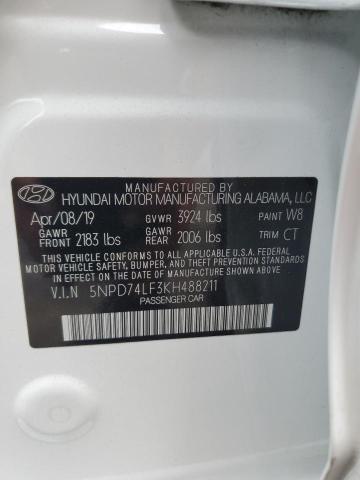 MANUFACTURED BY
HYUNDAI MOTOR MANUFACTURING ALABAMA, LLC
Apr/08/19 GVWR 3924 lbs PAINT W8
GAWR FRONT 2183 lbs GAWR REAR 2006 lbs TRIM CT
THIS VEHICLE CONFORMS TO ALL APPLICABLE U.S.A. FEDERAL
MOTOR VEHICLE SAFETY, BUMPER, AND THEFT PREVENTION
STANDARDS IN EFFECT ON THE DATE OF MANUFACTURE SHOWN ABOVE.
V.I.N 5NPD74LF3KH488211
PASSENGER CAR